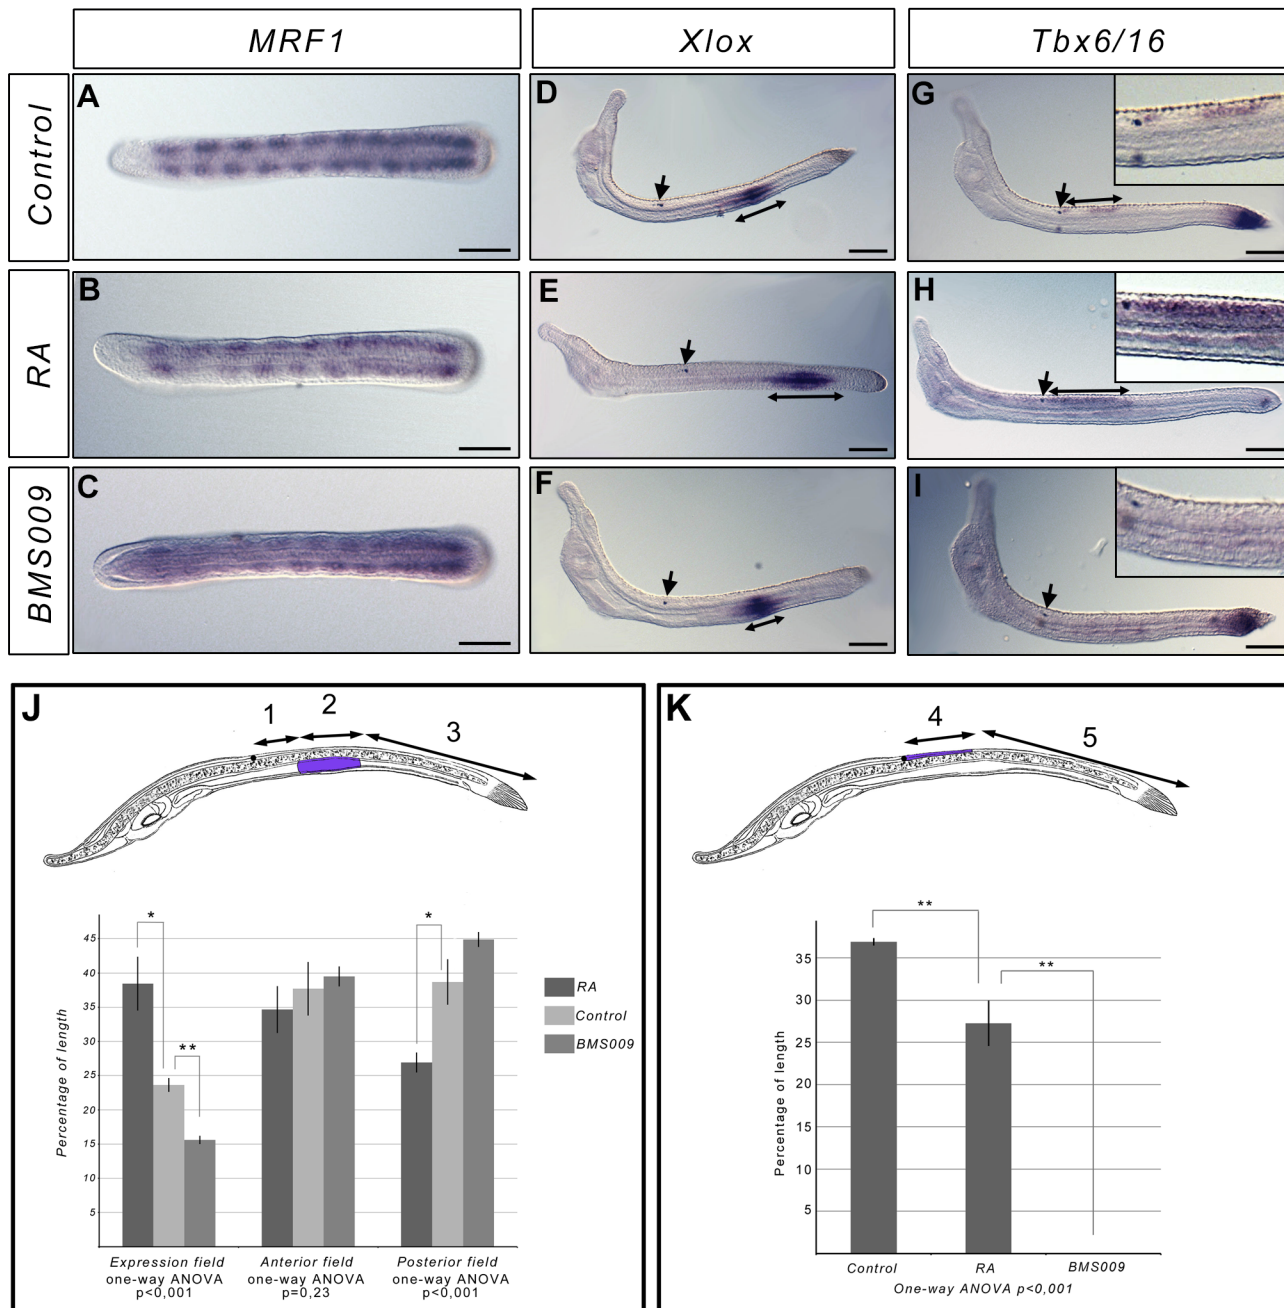 MRF1
Xlox
Tbx6/16
Control
RA
BMS009
A
D
G
B
E
H
C
F
I
J
1
2
3
K
4
5
*
**
*
45
40
35
30
25
20
15
10
5
Percentage of length
RA
Control
BMS009
Expression field
one-way ANOVA
p<0,001
Anterior field
one-way ANOVA
p=0,23
Posterior field
one-way ANOVA
p<0,001
**
**
35
30
25
20
15
10
5
Percentage of length
Control
RA
BMS009
One-way ANOVA p<0,001